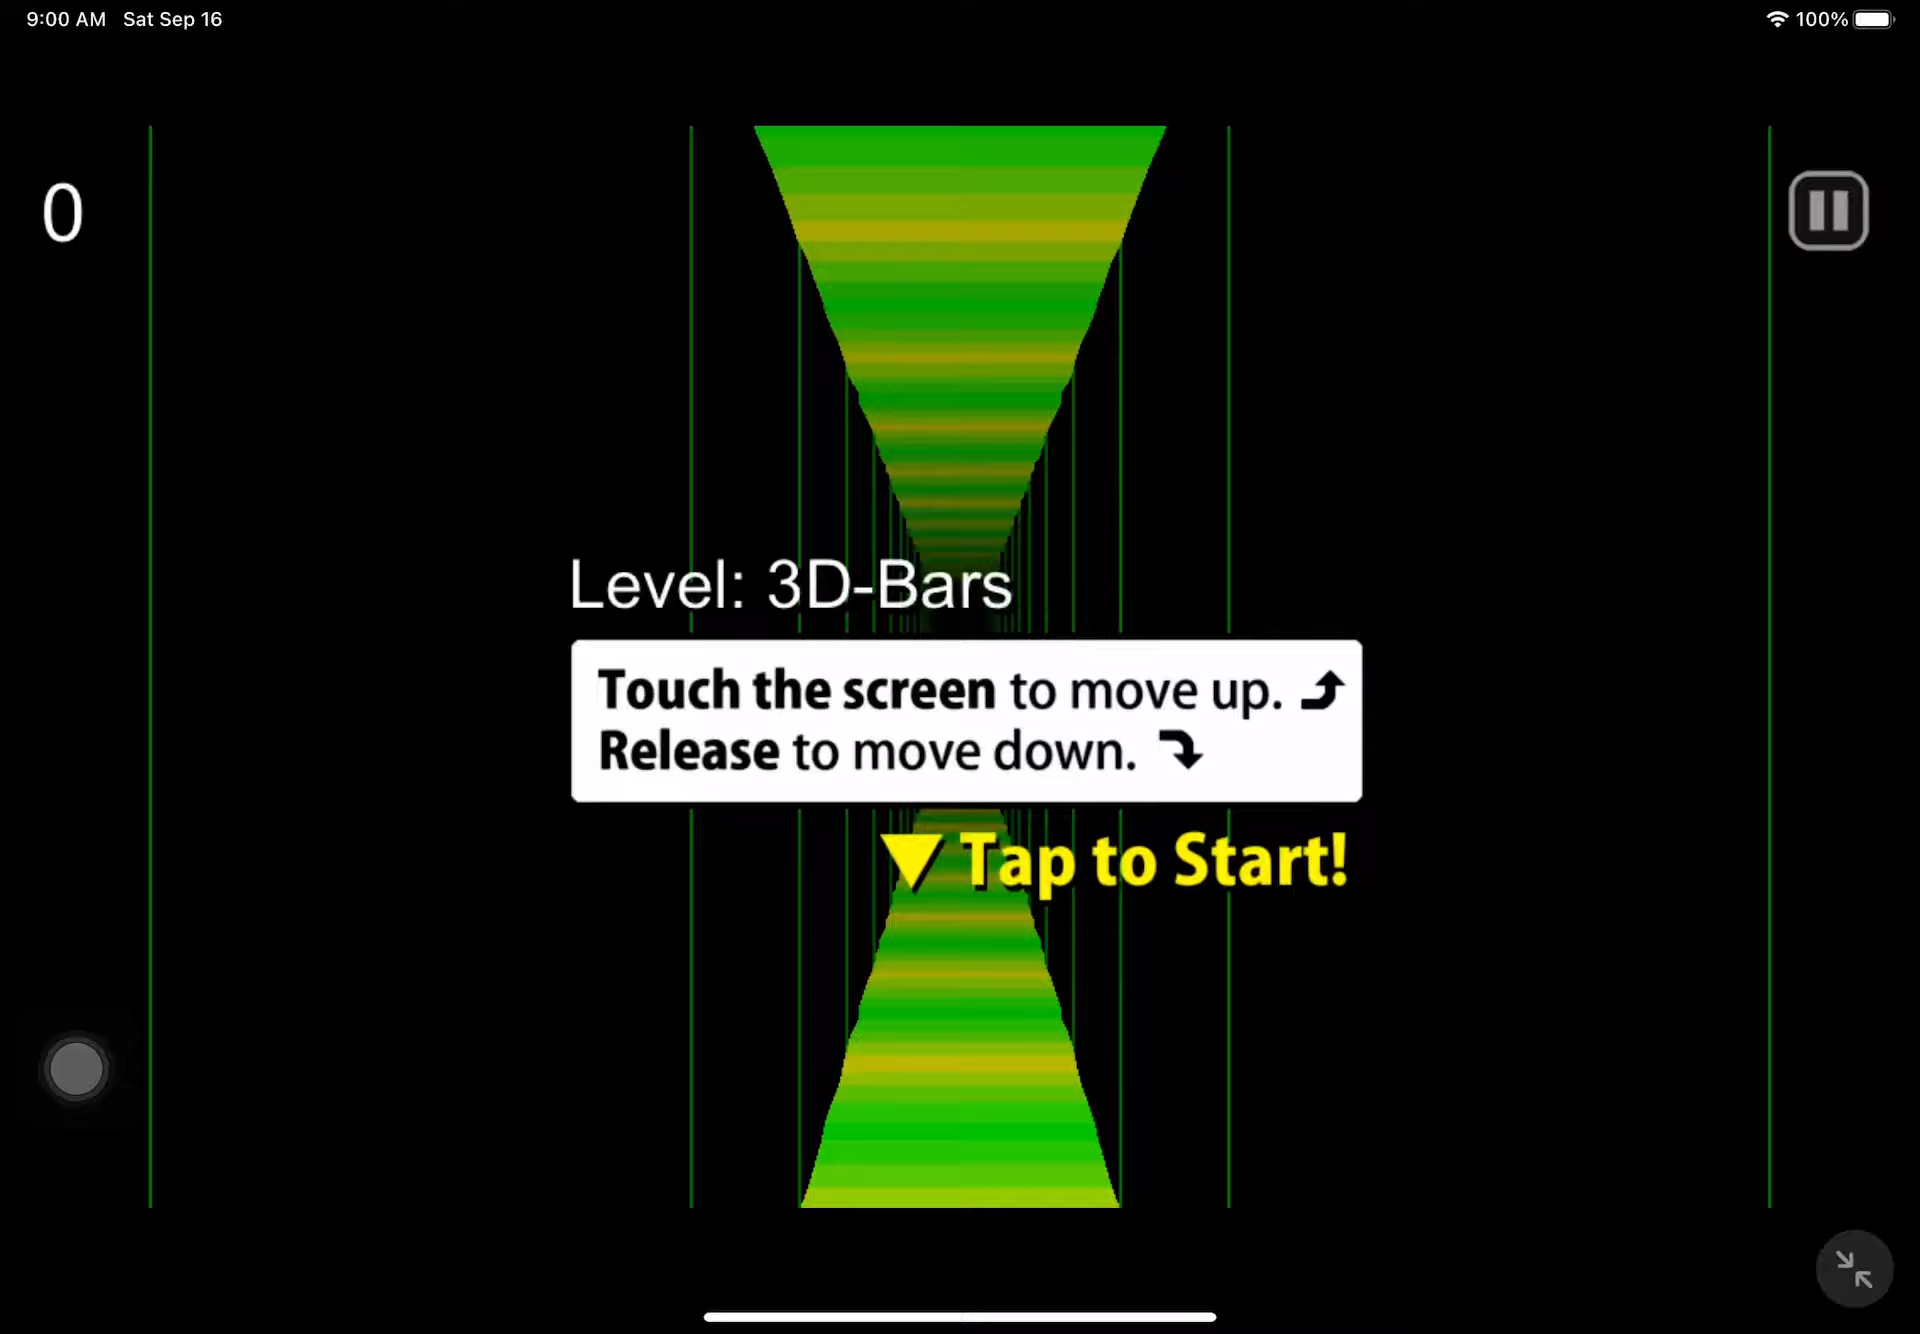 9:00 AM Sat Sep 16
100%
0
Level: 3D-Bars
Touch the screen to move up.
Release to move down.
Tap to Start!